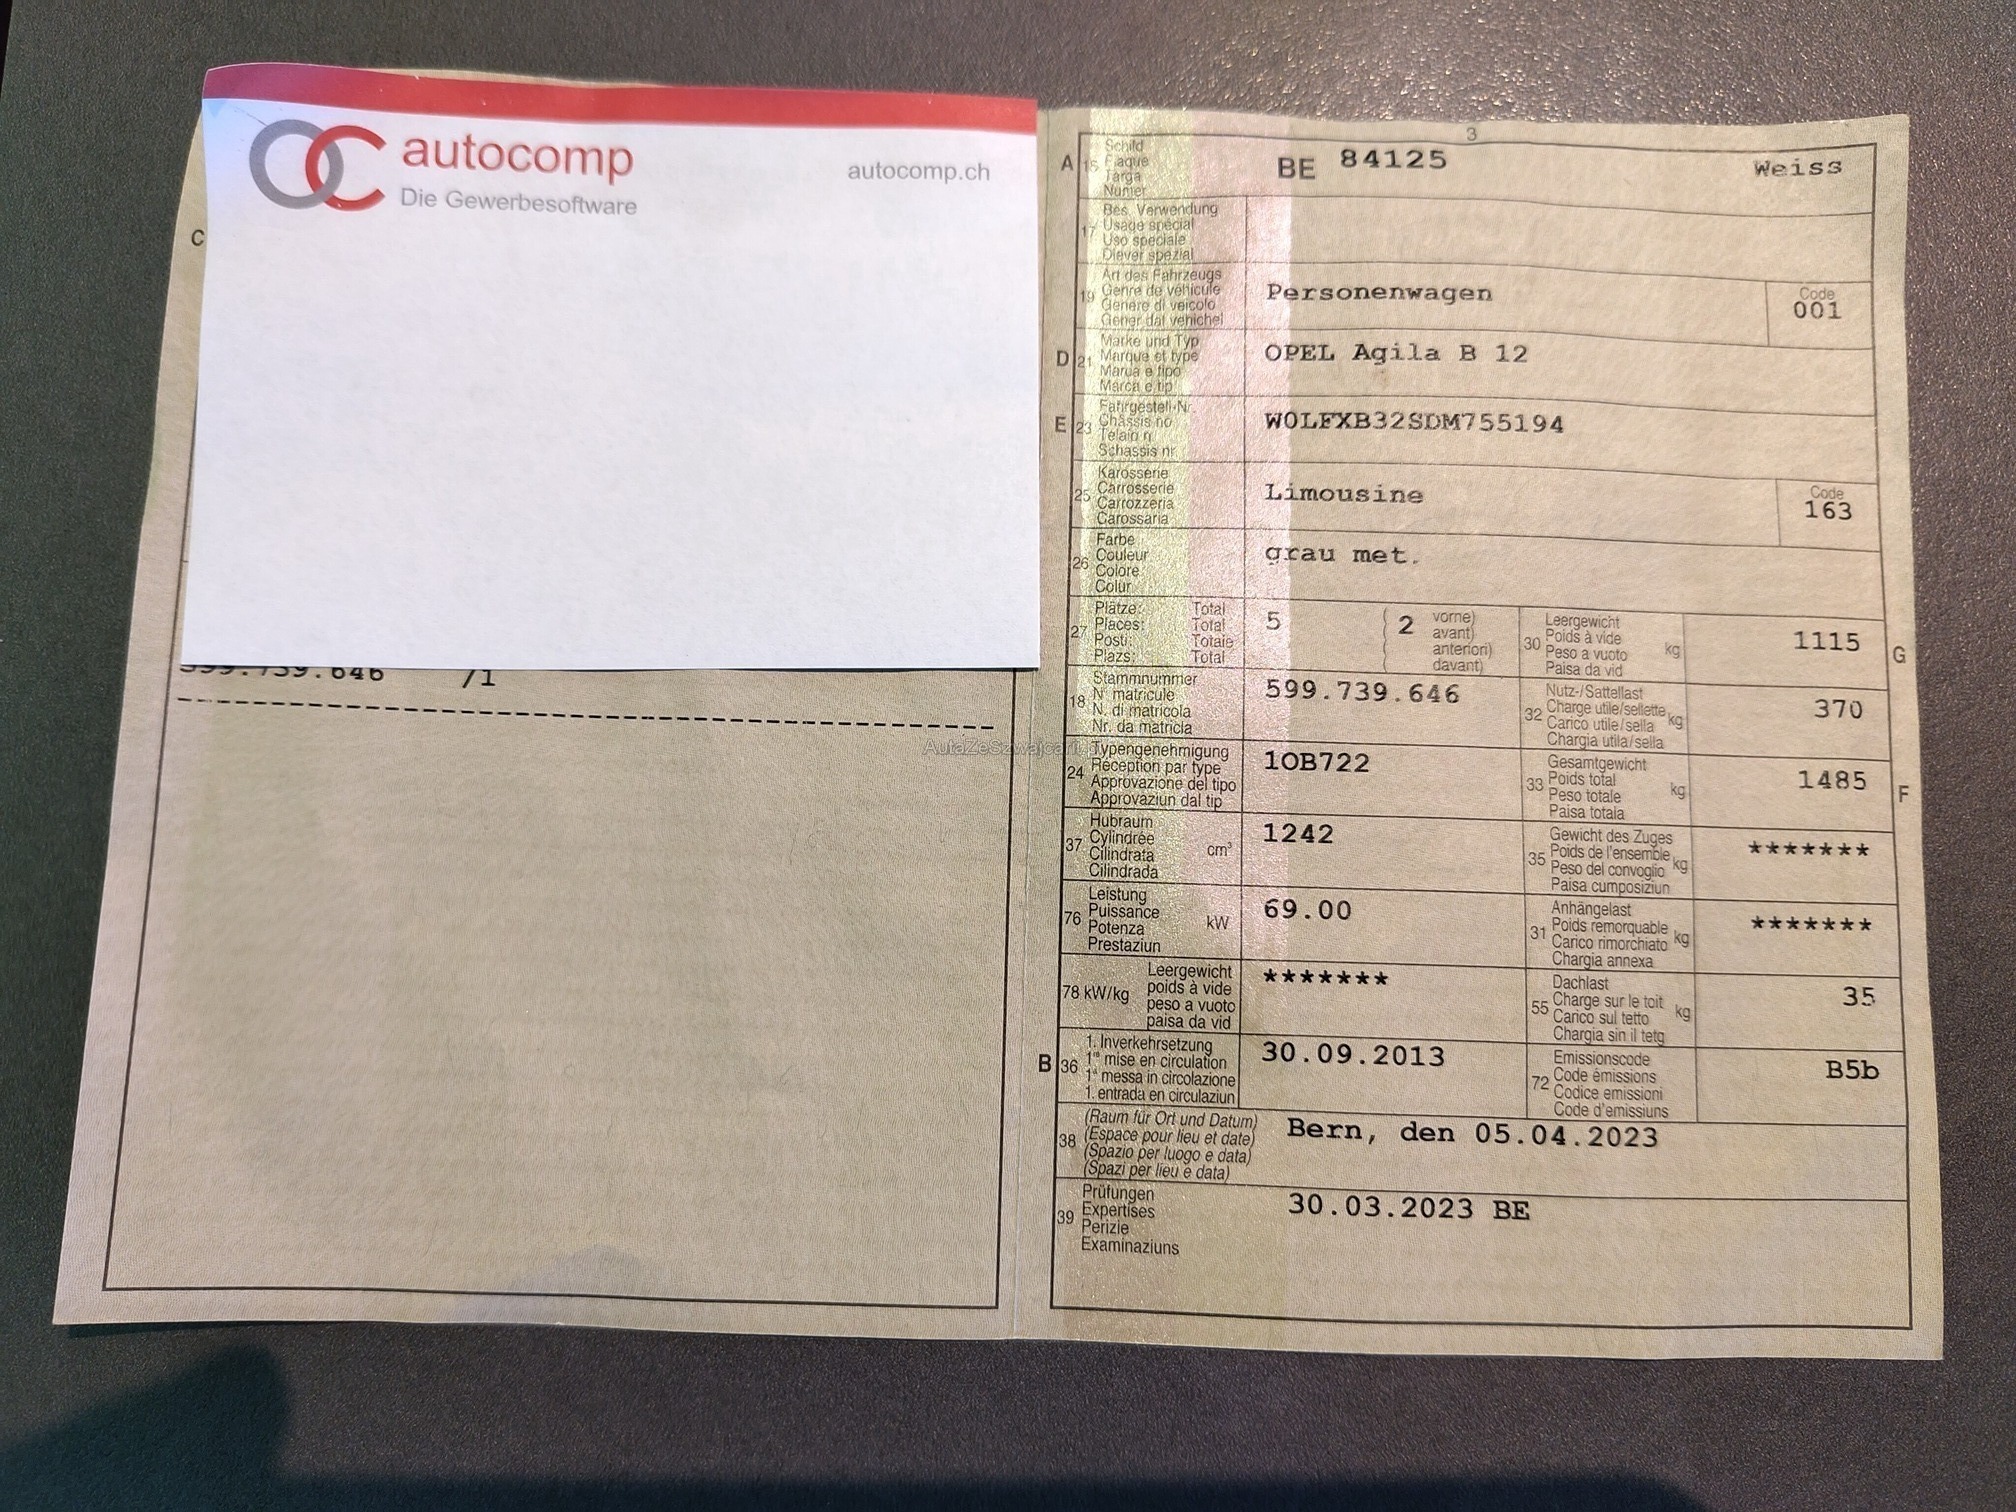 autocomp
Die Gewerbesoftware
autocomp.ch
C
/1
AutaZeSzwajcarii
3
A 15 Schild
Plaque
Targa
Numer
BE 84125 Weiss
17 Bes. Verwendung
Usage spécial
Uso speciale
Diever spezial
19 Art des Fahrzeugs
Genre de véhicule
Genere di veicolo
Gener dal vehichel
Personenwagen
Code
001
D 21 Marke und Typ
Marque et type
Marca e tipo
Marca e tip
OPEL Agila B 12
E 23 Fahrgestell-Nr.
Châssis no
Telaio n.
Schassis nr.
W0LFXB32SDM755194
25 Karosserie
Carrosserie
Carrozzeria
Carossaria
Limousine
Code
163
26 Farbe
Couleur
Colore
Colur
grau met.
27 Plätze: Total
Places: Total
Posti: Totale
Plazs: Total
5
( 2 vorne)
( avant)
( anteriori)
( davant)
30 Leergewicht
Poids à vide kg
Peso a vuoto
Paisa da vid
1115
G
18 Stammnummer
N° matricule
N. di matricola
Nr. da matricla
599.739.646
32 Nutz-/Sattellast
Charge utile/sellette kg
Carico utile/sella
Chargia utila/sella
370
24 Typengenehmigung
Réception par type
Approvazione del tipo
Approvaziun dal tip
1OB722
33 Gesamtgewicht
Poids total kg
Peso totale
Paisa totala
1485
F
37 Hubraum
Cylindrée
Cilindrata cm³
Cilindrada
1242
35 Gewicht des Zuges
Poids de l'ensemble kg
Peso del convoglio
Paisa cumposiziun
*******
76 Leistung
Puissance kW
Potenza
Prestaziun
69.00
31 Anhängelast
Poids remorquable kg
Carico rimorchiato
Chargia annexa
*******
78 kW/kg Leergewicht
poids à vide
peso a vuoto
paisa da vid
*******
55 Dachlast
Charge sur le toit kg
Carico sul tetto
Chargia sin il tetg
35
B 36 1. Inverkehrsetzung
1re mise en circulation
1a messa in circolazione
1. entrada en circulaziun
30.09.2013
72 Emissionscode
Code émissions
Codice emissioni
Code d'emissiuns
B5b
38 (Raum für Ort und Datum)
(Espace pour lieu et date)
(Spazio per luogo e data)
(Spazi per lieu e data)
Bern, den 05.04.2023
39 Prüfungen
Expertises
Perizie
Examinaziuns
30.03.2023 BE